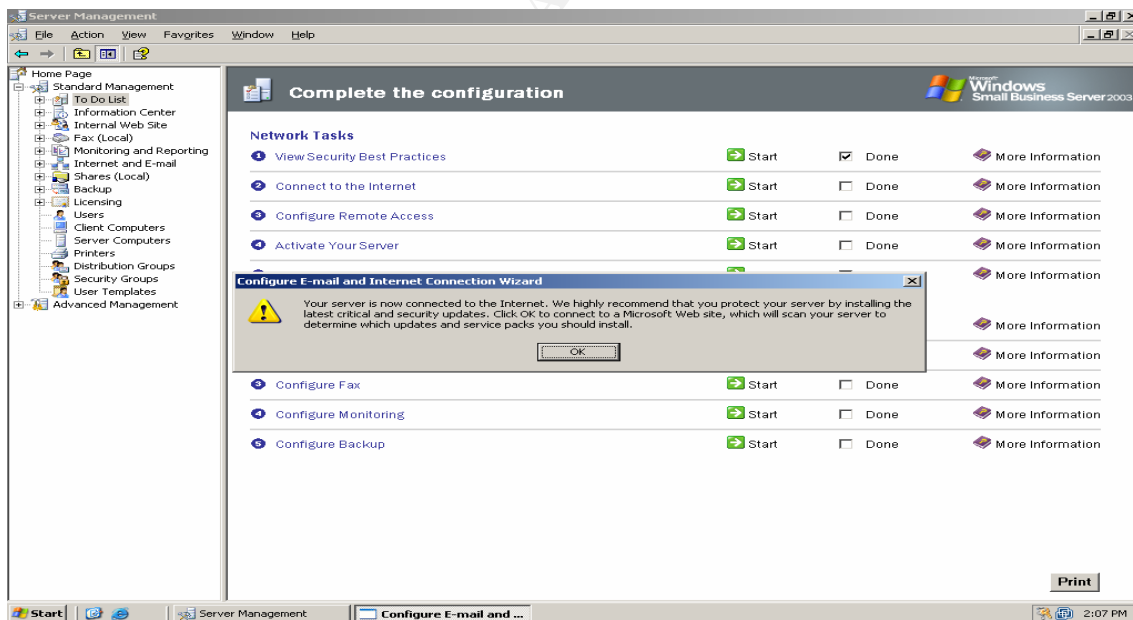 Server Management
File Action View Favorites Window Help
Home Page
Standard Management
To Do List
Information Center
Internal Web Site
Fax (Local)
Monitoring and Reporting
Internet and E-mail
Shares (Local)
Backup
Licensing
Users
Client Computers
Server Computers
Printers
Distribution Groups
Security Groups
User Templates
Advanced Management
Complete the configuration
Microsoft
Windows
Small Business Server 2003
Network Tasks
1 View Security Best Practices Start Done More Information
2 Connect to the Internet Start Done More Information
3 Configure Remote Access Start Done More Information
4 Activate Your Server Start Done More Information
More Information
Configure E-mail and Internet Connection Wizard
Your server is now connected to the Internet. We highly recommend that you protect your server by installing the
latest critical and security updates. Click OK to connect to a Microsoft Web site, which will scan your server to
determine which updates and service packs you should install.
OK
More Information
More Information
3 Configure Fax Start Done More Information
4 Configure Monitoring Start Done More Information
5 Configure Backup Start Done More Information
Print
Start Server Management Configure E-mail and ... 2:07 PM